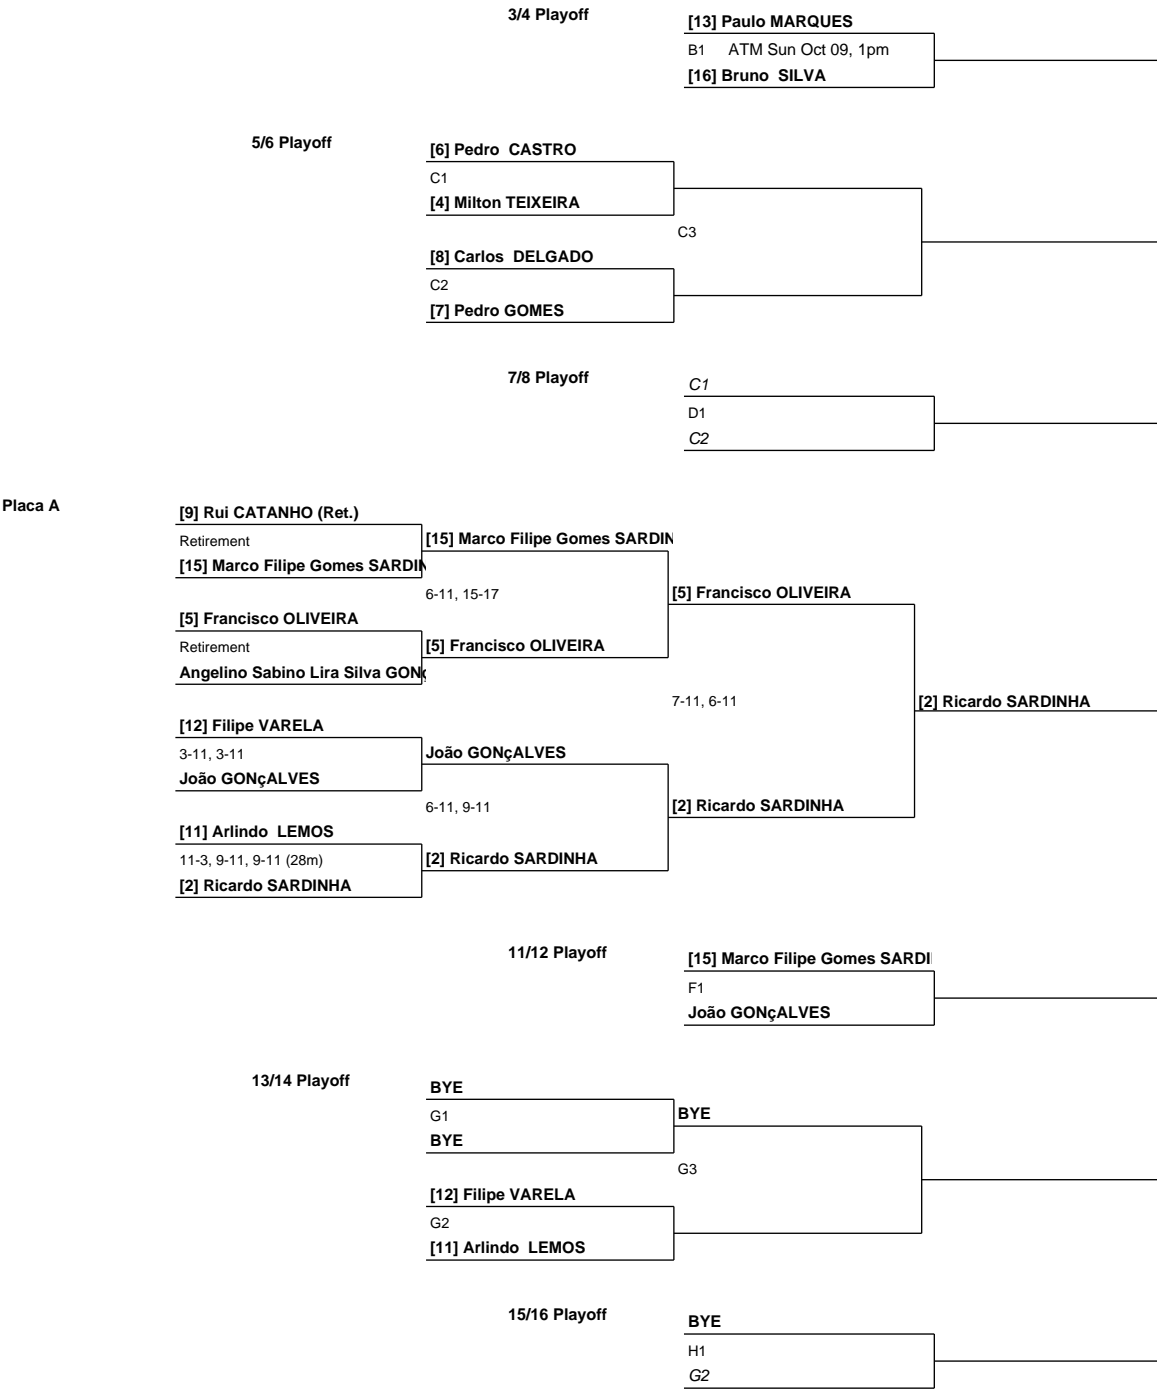 3/4 Playoff
[13] Paulo MARQUES
B1 ATM Sun Oct 09, 1pm
[16] Bruno SILVA
5/6 Playoff
[6] Pedro CASTRO
C1
[4] Milton TEIXEIRA
C3
[8] Carlos DELGADO
C2
[7] Pedro GOMES
7/8 Playoff
C1
D1
C2
Placa A
[9] Rui CATANHO (Ret.)
Retirement
[15] Marco Filipe Gomes SARDIN
[15] Marco Filipe Gomes SARDIN
6-11, 15-17
[5] Francisco OLIVEIRA
[5] Francisco OLIVEIRA
Retirement
[5] Francisco OLIVEIRA
Angelino Sabino Lira Silva GONç
7-11, 6-11
[2] Ricardo SARDINHA
[12] Filipe VARELA
3-11, 3-11
João GONçALVES
João GONçALVES
6-11, 9-11
[2] Ricardo SARDINHA
[11] Arlindo LEMOS
11-3, 9-11, 9-11 (28m)
[2] Ricardo SARDINHA
[2] Ricardo SARDINHA
11/12 Playoff
[15] Marco Filipe Gomes SARDI
F1
João GONçALVES
13/14 Playoff
BYE
G1
BYE
BYE
G3
[12] Filipe VARELA
G2
[11] Arlindo LEMOS
15/16 Playoff
BYE
H1
G2